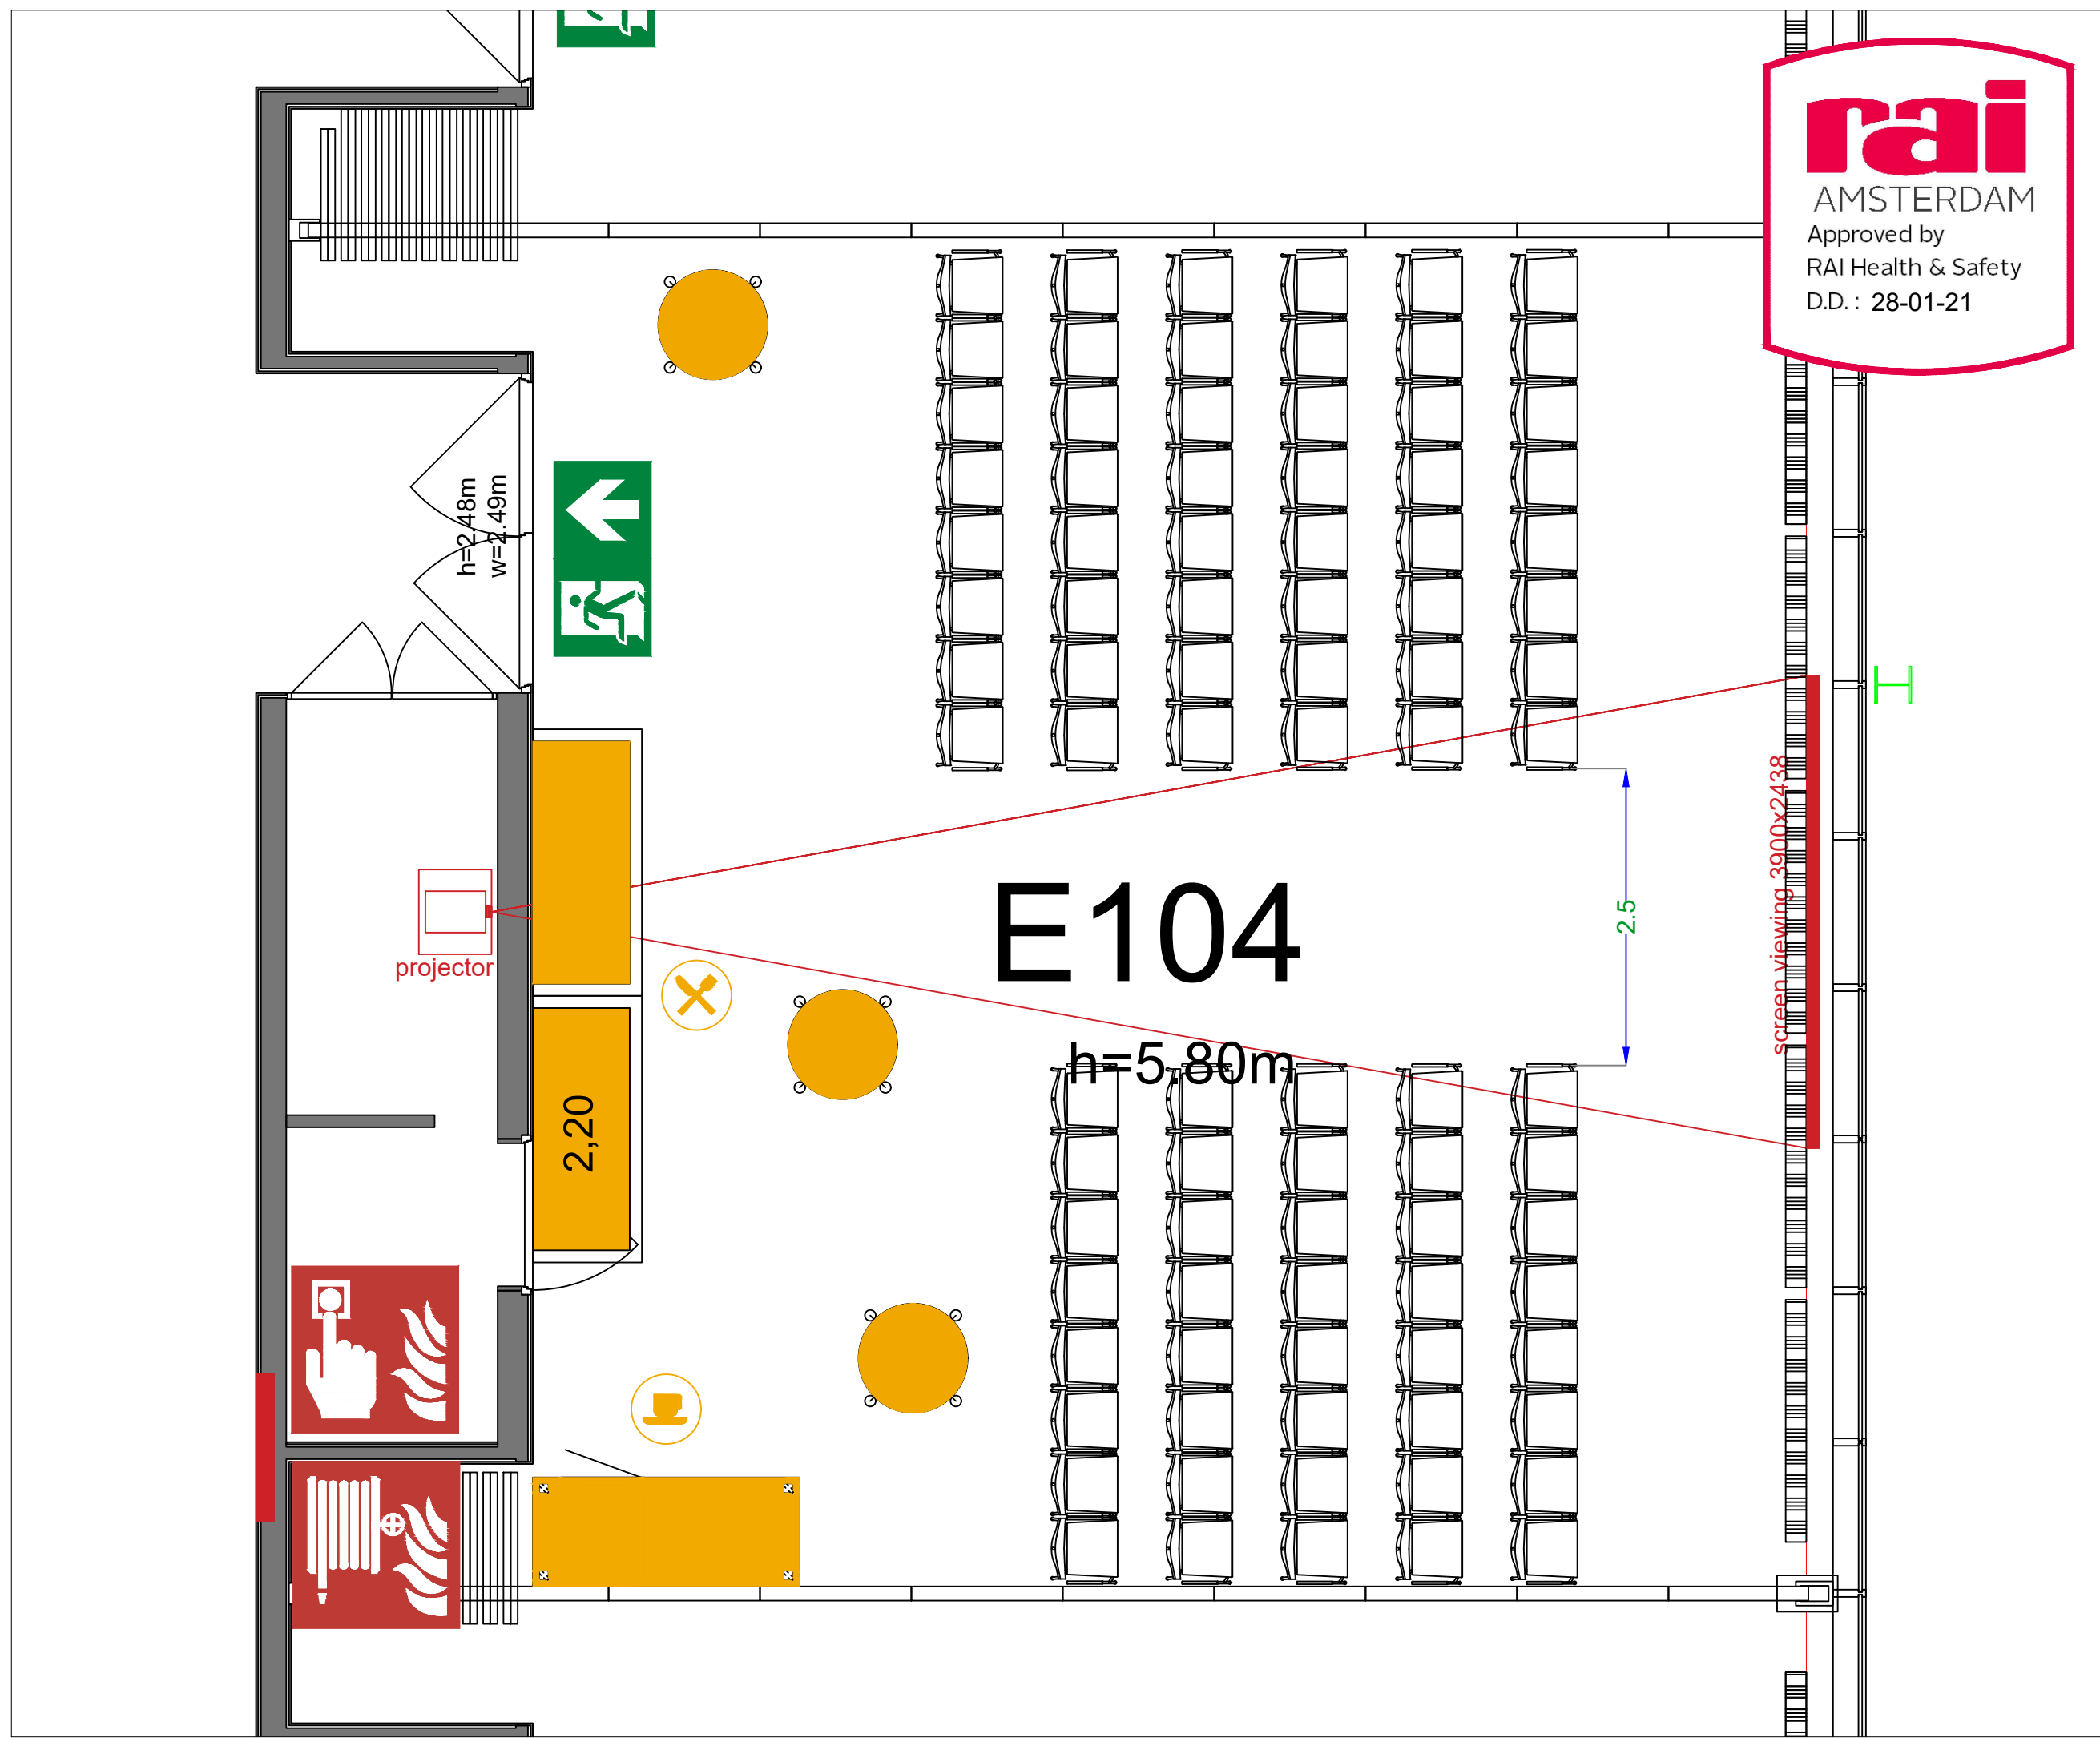 rai
AMSTERDAM
Approved by
RAI Health & Safety
D.D. : 28-01-21
h=2.48m
w=2.49m
projector
E104
h=5.80m
2.5
screen viewing 3900x2438
2,20